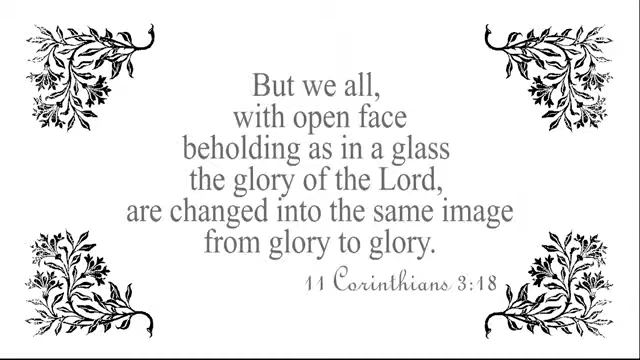 But we all,
with open face
beholding as in a glass
the glory of the Lord,
are changed into the same image
from glory to glory.
11 Corinthians 3:18